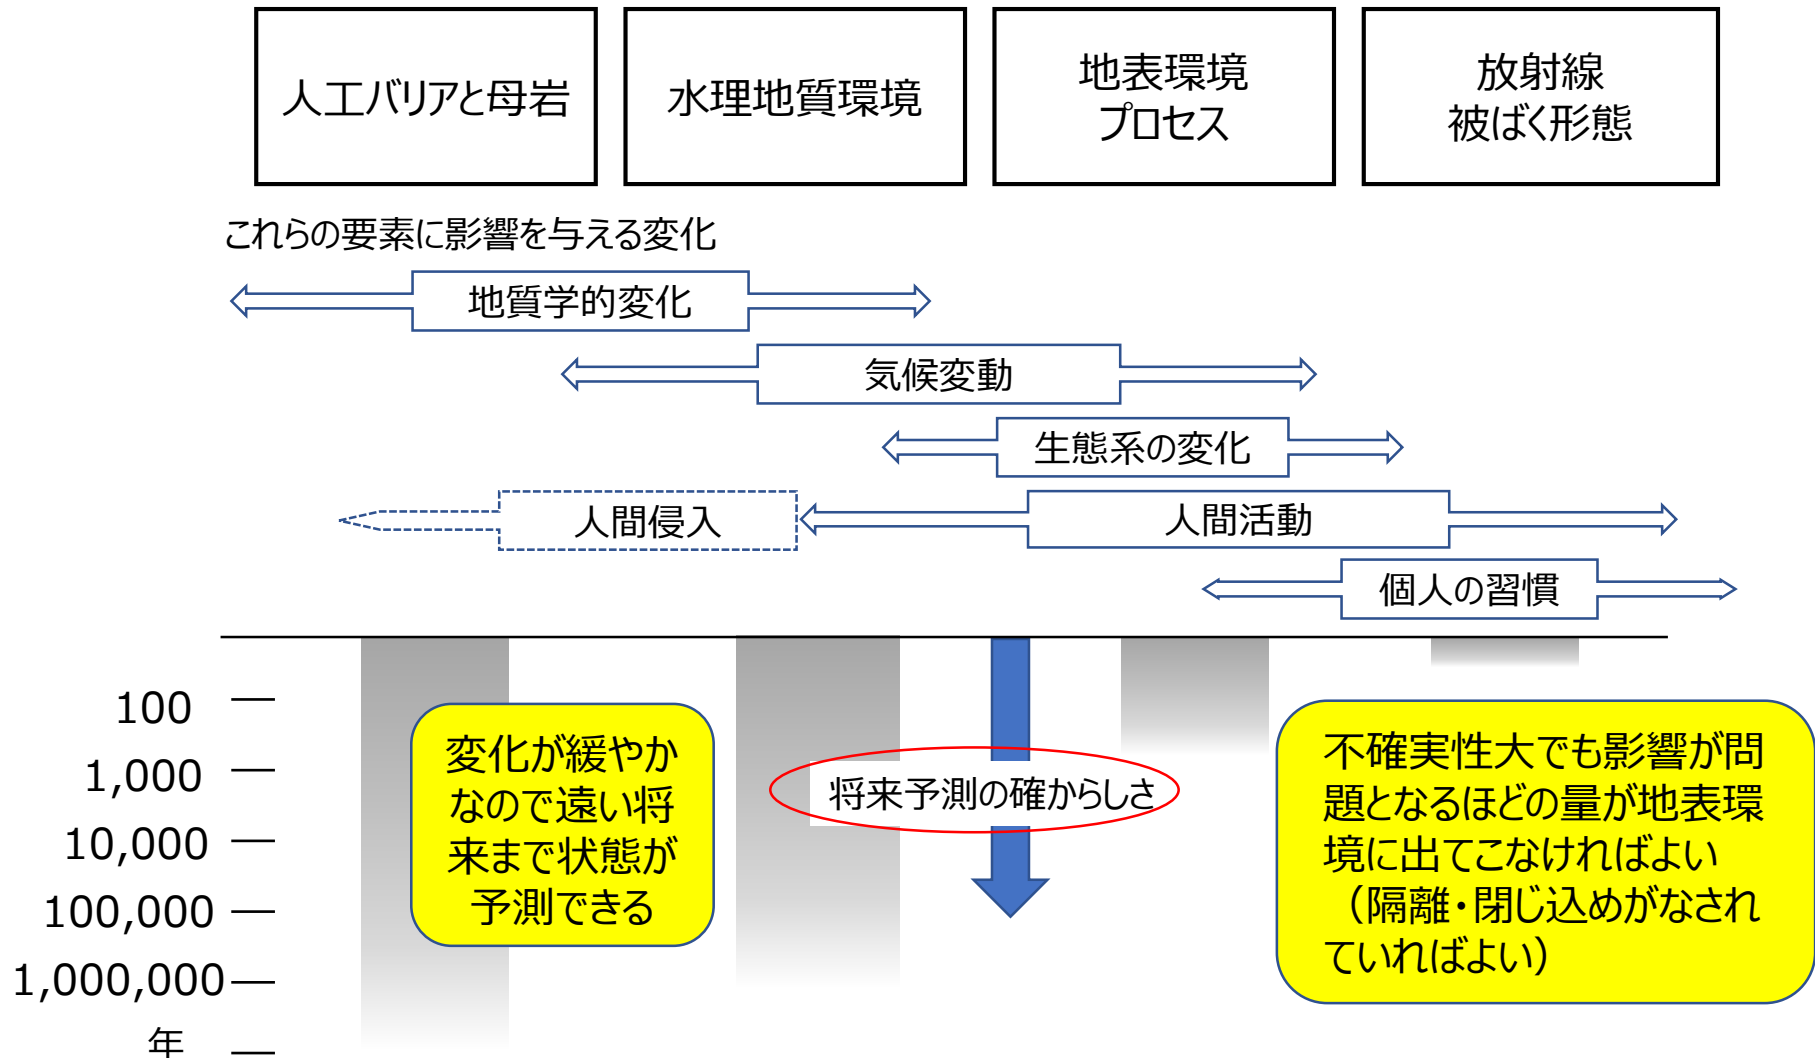 人工バリアと母岩
水理地質環境
地表環境
プロセス
放射線
被ばく形態
これらの要素に影響を与える変化
地質学的変化
気候変動
生態系の変化
人間侵入
人間活動
個人の習慣
100
1,000
10,000
100,000
1,000,000
年
変化が緩やか
なので遠い将
来まで状態が
予測できる
将来予測の確からしさ
不確実性大でも影響が問
題となるほどの量が地表環
境に出てこなければよい
（隔離・閉じ込めがなされ
ていればよい）